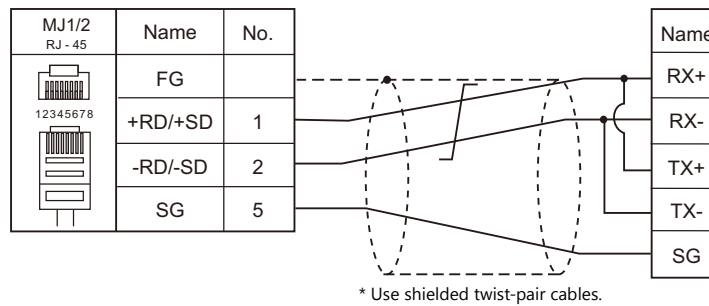 MJ1/2
RJ - 45
Name
No.
FG
12345678
+RD/+SD
1
-RD/-SD
2
SG
5
Name
RX+
RX-
TX+
TX-
SG
* Use shielded twist-pair cables.